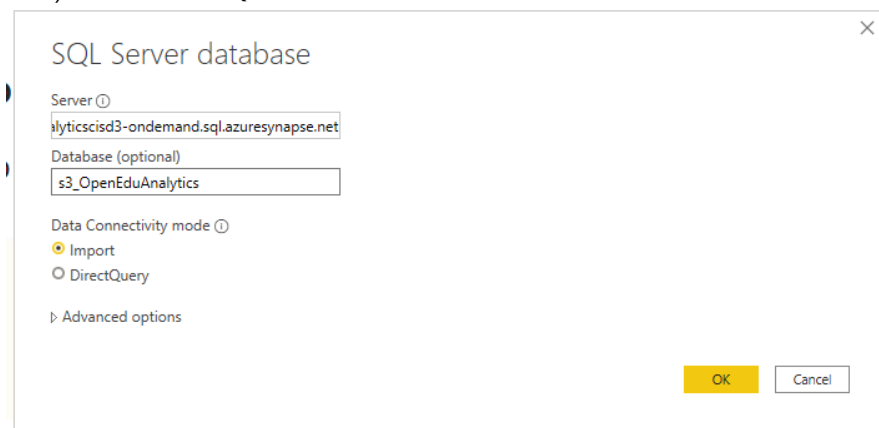 SQL Server database
Server
alyticscisd3-ondemand.sql.azuresynapse.net
Database (optional)
s3_OpenEduAnalytics
Data Connectivity mode
Import
DirectQuery
Advanced options
OK Cancel